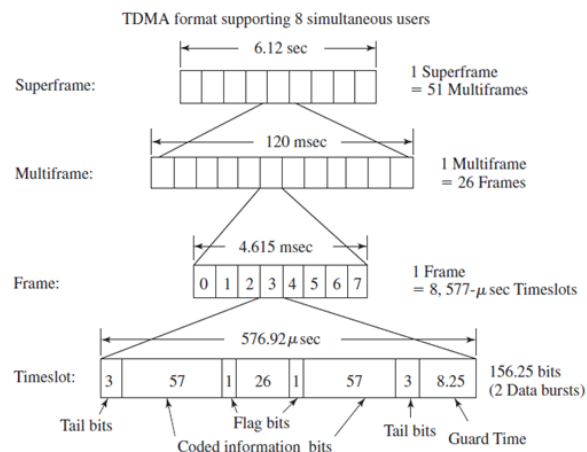 TDMA format supporting 8 simultaneous users
6.12 sec
Superframe:
1 Superframe
= 51 Multiframes
120 msec
Multiframe:
1 Multiframe
= 26 Frames
4.615 msec
Frame:
0 1 2 3 4 5 6 7
1 Frame
= 8, 577-μ sec Timeslots
576.92 μ sec
Timeslot:
3 57 1 26 1 57 3 8.25
156.25 bits
(2 Data bursts)
Tail bits
Flag bits
Tail bits
Guard Time
Coded information bits